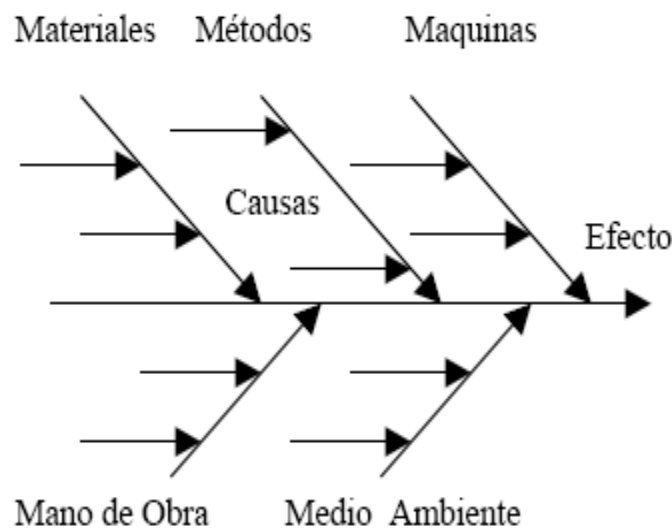 Materiales Métodos Maquinas
Causas
Efecto
Mano de Obra Medio Ambiente